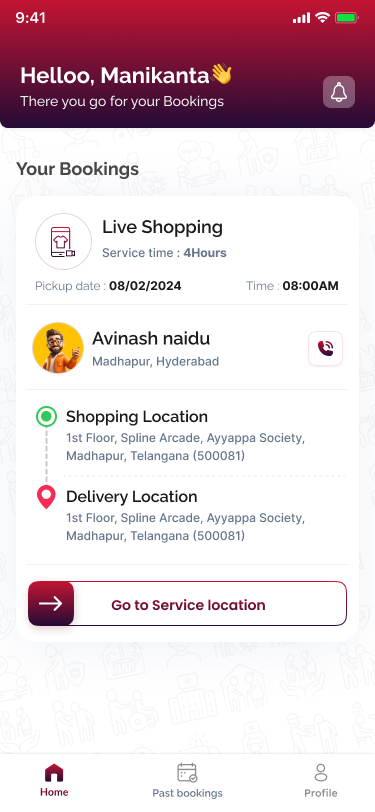 9:41
Helloo, Manikanta👋
There you go for your Bookings
Your Bookings
Live Shopping
Service time : 4Hours
Pickup date : 08/02/2024 Time : 08:00AM
Avinash naidu
Madhapur, Hyderabad
Shopping Location
1st Floor, Spline Arcade, Ayyappa Society,
Madhapur, Telangana (500081)
Delivery Location
1st Floor, Spline Arcade, Ayyappa Society,
Madhapur, Telangana (500081)
Go to Service location
Home Past bookings Profile